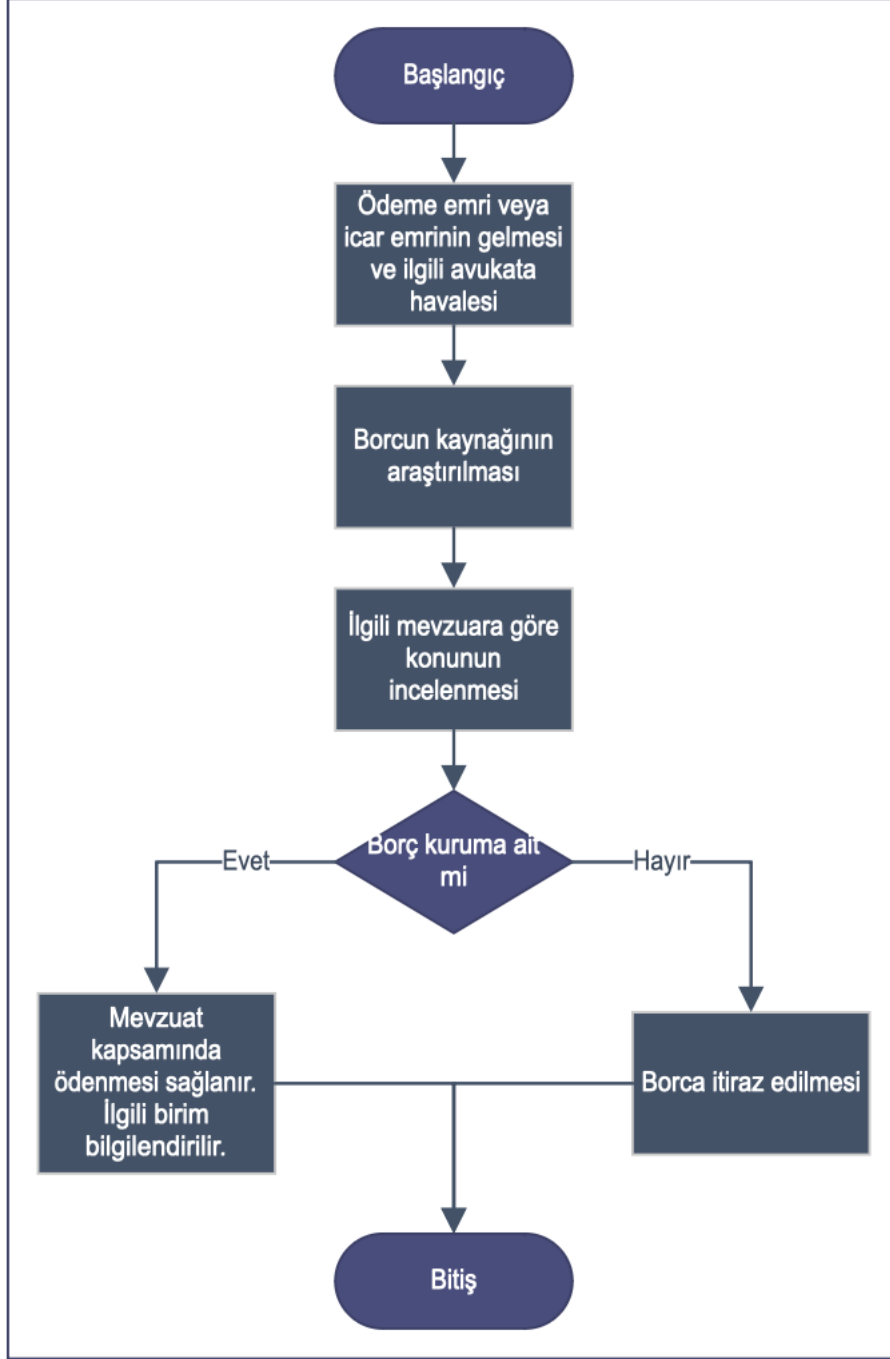 Başlangıç
Ödeme emri veya
icar emrinin gelmesi
ve ilgili avukata
havalesi
Borcun kaynağının
araştırılması
İlgili mevzuara göre
konunun
incelenmesi
Borç kuruma ait
mi
Evet
Hayır
Mevzuat
kapsamında
ödenmesi sağlanır.
İlgili birim
bilgilendirilir.
Borca itiraz edilmesi
Bitiş